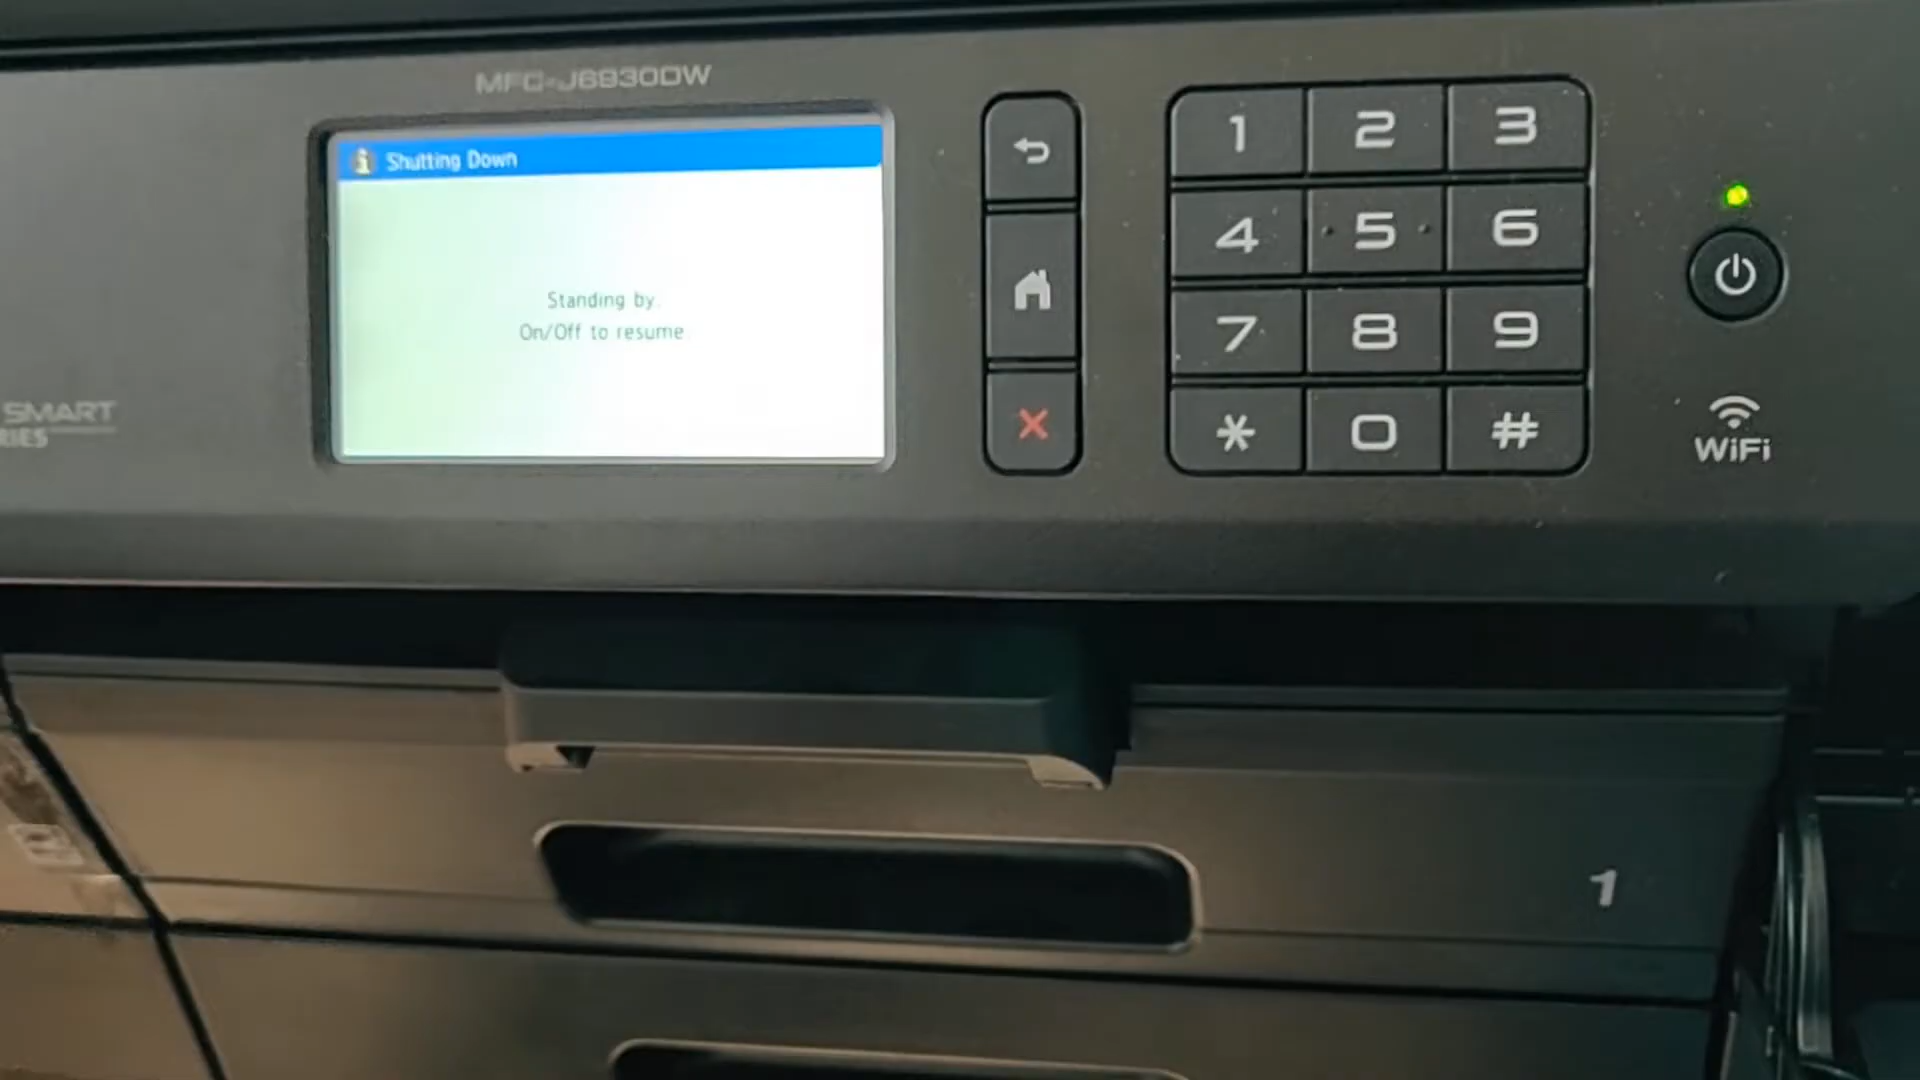 MFC-J6930DW
Shutting Down
Standing by.
On/Off to resume.
1 2 3
4 5 6
7 8 9
* 0 #
WiFi
SMART
RIES
1